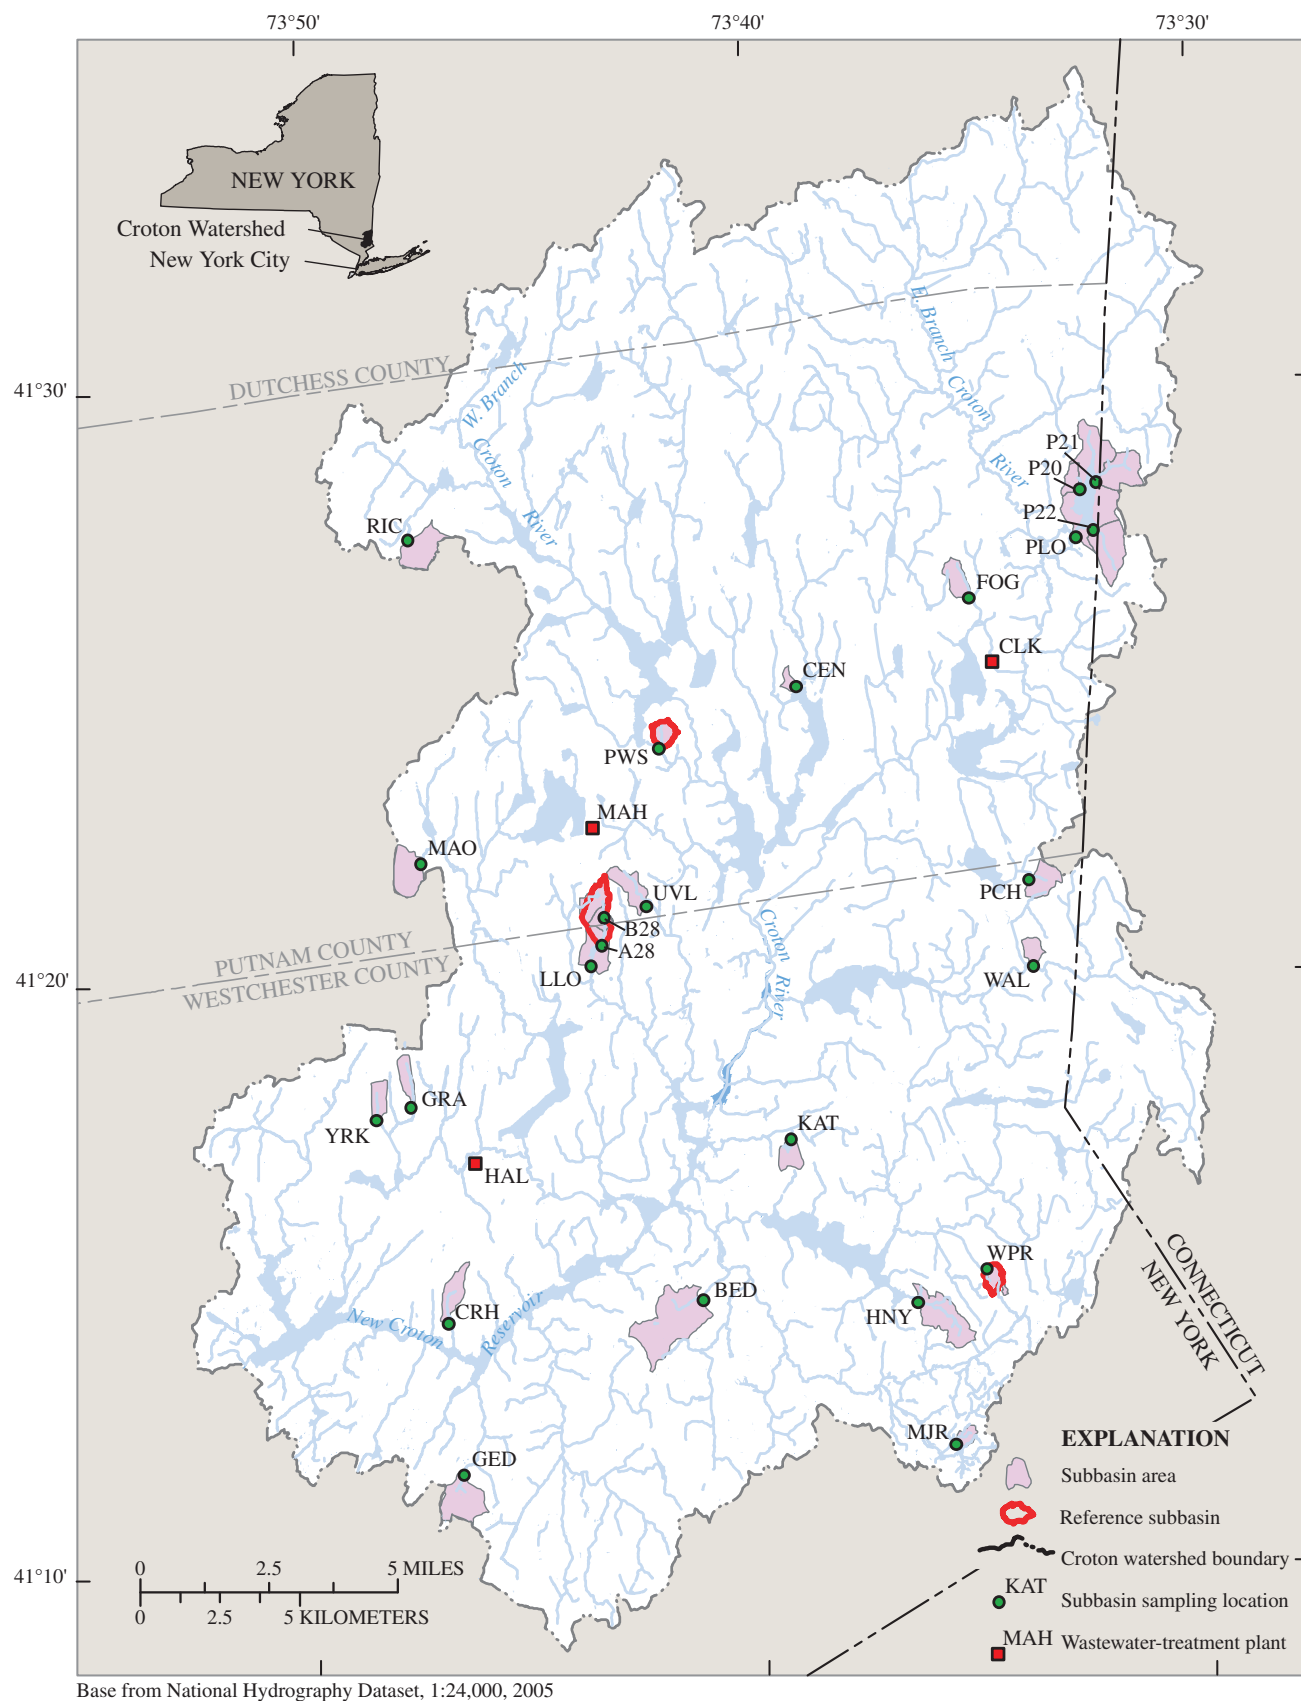 73°50'
73°40'
73°30'
NEW YORK
Croton Watershed
New York City
E. Branch Croton River
DUTCHESS COUNTY
41°30'
W. Branch Croton River
P21
P20
P22
PLO
RIC
FOG
CLK
CEN
PWS
MAH
MAO
UVL
PCH
B28
A28
LLO
Croton River
WAL
PUTNAM COUNTY
WESTCHESTER COUNTY
41°20'
GRA
YRK
KAT
HAL
WPR
CONNECTICUT
NEW YORK
BED
HNY
CRH
New Croton Reservoir
MJR
GED
EXPLANATION
Subbasin area
Reference subbasin
Croton watershed boundary
KAT Subbasin sampling location
MAH Wastewater-treatment plant
41°10'
0 2.5 5 MILES
0 2.5 5 KILOMETERS
Base from National Hydrography Dataset, 1:24,000, 2005